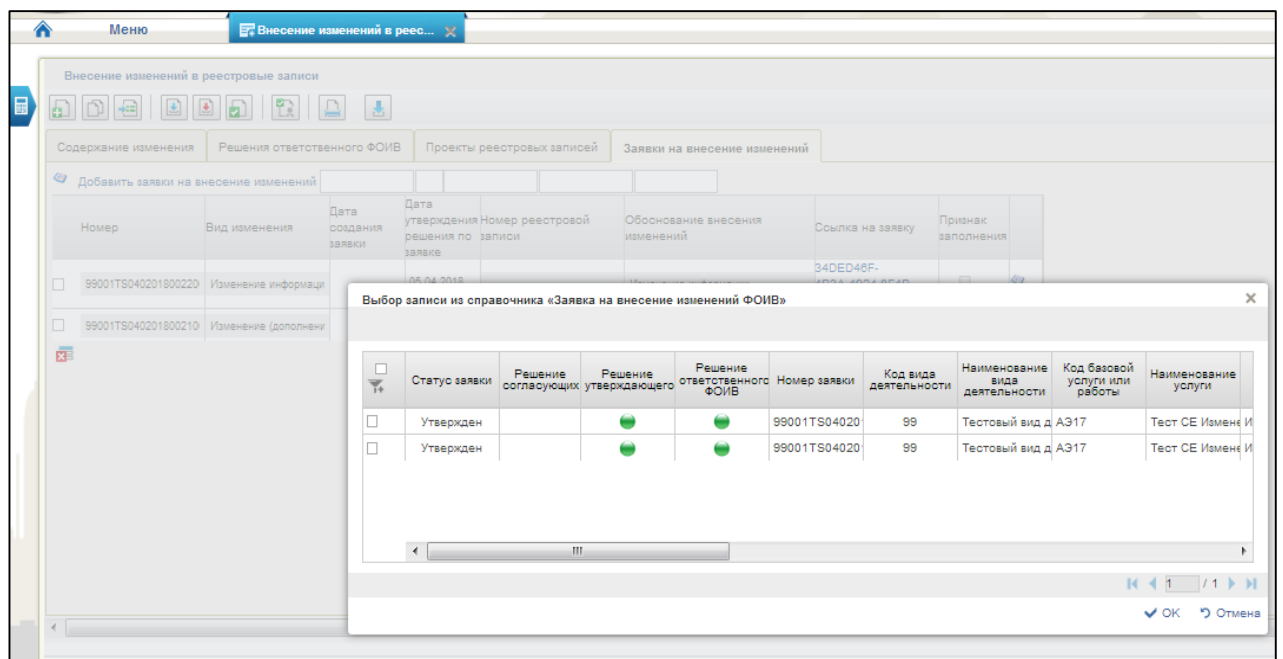 Меню
Внесение изменений в реес...
Внесение изменений в реестровые записи
Содержание изменения Решения ответственного ФОИВ Проекты реестровых записей Заявки на внесение изменений
Добавить заявки на внесение изменений
Номер Вид изменения Дата создания заявки Дата утверждения решения по заявке Номер реестровой записи Обоснование внесения изменений Ссылка на заявку Признак заполнения
34DED46F-
99001TS040201800220 Изменение информаци 05.04.2018
99001TS040201800210 Изменение (дополнени
Выбор записи из справочника «Заявка на внесение изменений ФОИВ»
Статус заявки Решение согласующих Решение утверждающего Решение ответственного ФОИВ Номер заявки Код вида деятельности Наименование вида деятельности Код базовой услуги или работы Наименование услуги
Утвержден 99001TS04020 99 Тестовый вид д АЭ17 Тест СЕ Измене И
Утвержден 99001TS04020 99 Тестовый вид д АЭ17 Тест СЕ Измене И
1 / 1
ОК Отмена